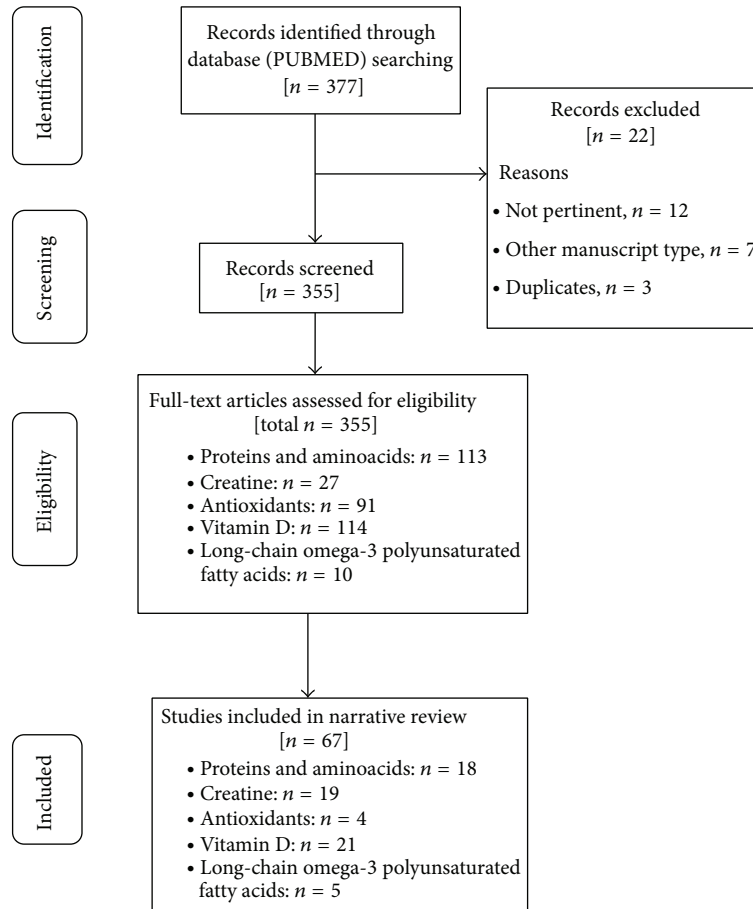 Identification
Records identified through
database (PUBMED) searching
[n = 377]
Records excluded
[n = 22]
Reasons
• Not pertinent, n = 12
• Other manuscript type, n = 7
• Duplicates, n = 3
Screening
Records screened
[n = 355]
Eligibility
Full-text articles assessed for eligibility
[total n = 355]
• Proteins and aminoacids: n = 113
• Creatine: n = 27
• Antioxidants: n = 91
• Vitamin D: n = 114
• Long-chain omega-3 polyunsaturated
fatty acids: n = 10
Included
Studies included in narrative review
[n = 67]
• Proteins and aminoacids: n = 18
• Creatine: n = 19
• Antioxidants: n = 4
• Vitamin D: n = 21
• Long-chain omega-3 polyunsaturated
fatty acids: n = 5